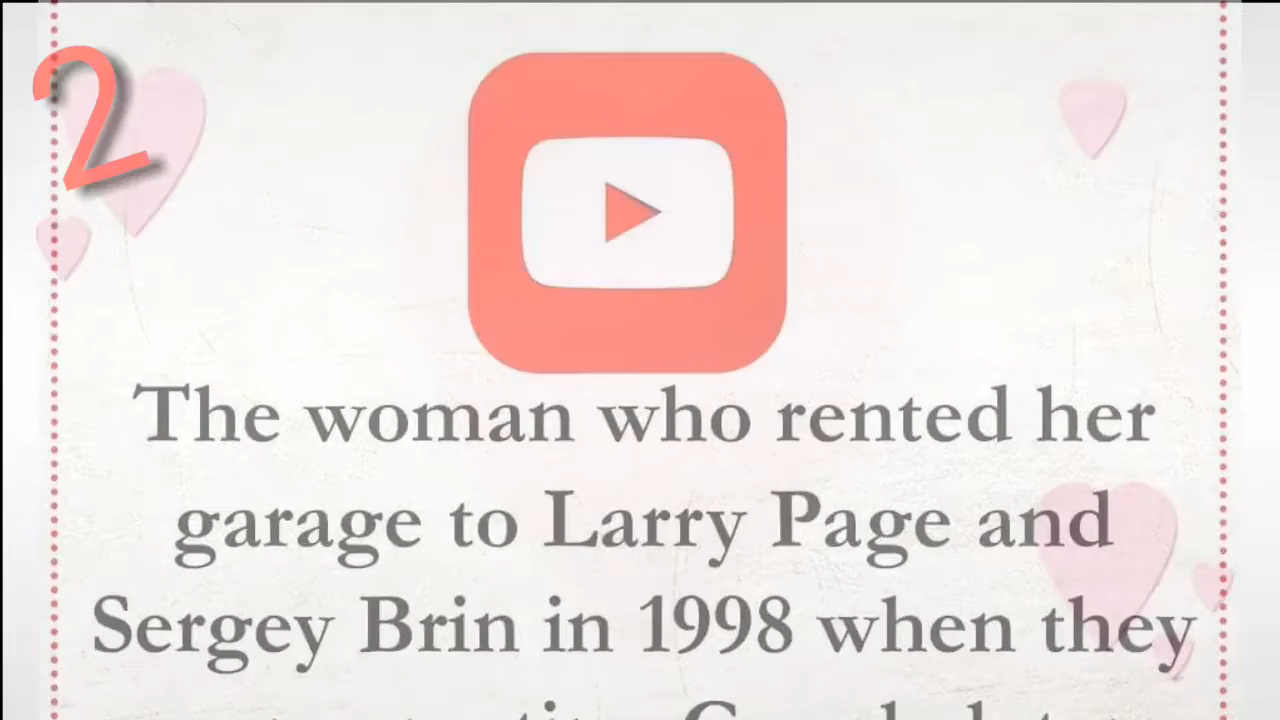 2
The woman who rented her
garage to Larry Page and
Sergey Brin in 1998 when they